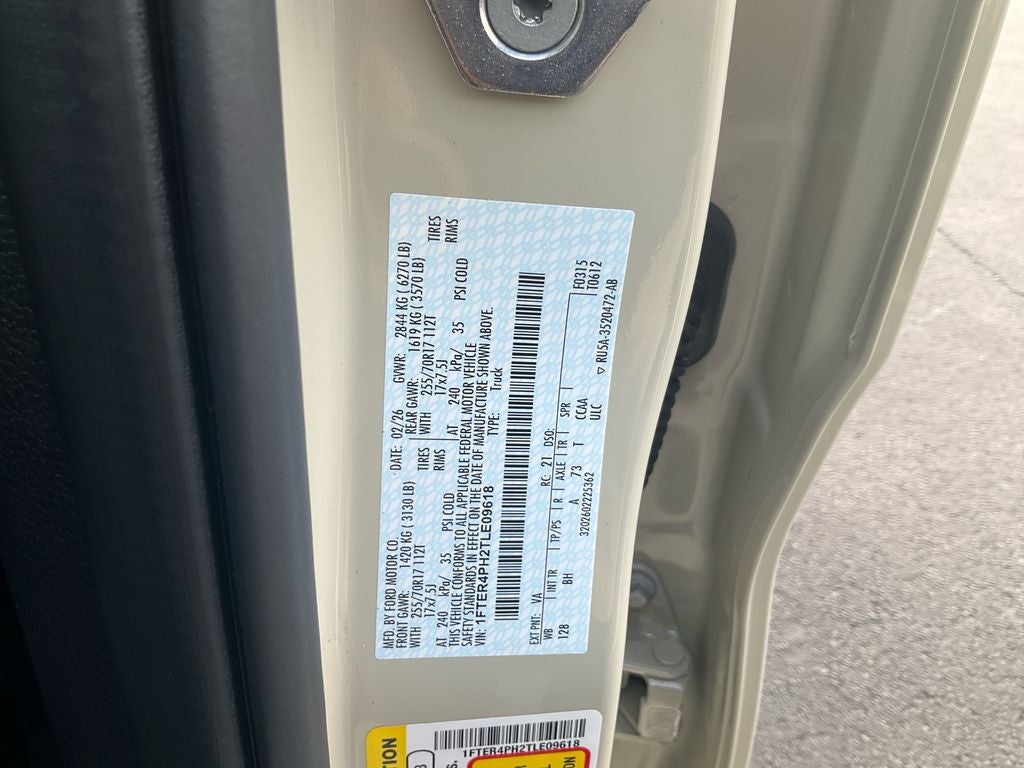 MFD. BY FORD MOTOR CO.
DATE: 02/26 GVWR: 2844 KG ( 6270 LB)
FRONT GAWR: 1420 KG ( 3130 LB)
REAR GAWR: 1619 KG ( 3570 LB)
WITH 255/70R17 112T TIRES
WITH 255/70R17 112T TIRES
17x7.5J RIMS
17x7.5J RIMS
AT 240 kPa/ 35 PSI COLD
AT 240 kPa/ 35 PSI COLD
THIS VEHICLE CONFORMS TO ALL APPLICABLE FEDERAL MOTOR VEHICLE
SAFETY STANDARDS IN EFFECT ON THE DATE OF MANUFACTURE SHOWN ABOVE.
VIN: 1FTER4PH2TLE09618 TYPE: Truck
EXT PNT: VA RC: 21 DSO: F0315
WB INT TR TP/PS R AXLE TR SPR T0612
128 BH A 73 T CCAA
320260225362 ULC ▽ RU5A-3520472-AB
1FTER4PH2TLE09618